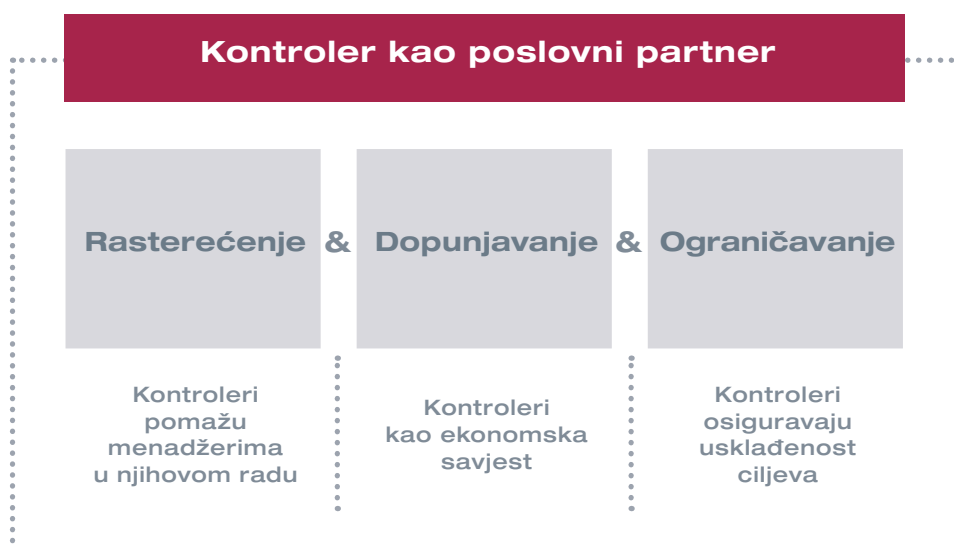 Kontroler kao poslovni partner
Rasterećenje & Dopunjavanje & Ograničavanje
Kontroleri
pomažu
menadžerima
u njihovom radu
Kontroleri
kao ekonomska
savjest
Kontroleri
osiguravaju
usklađenost
ciljeva